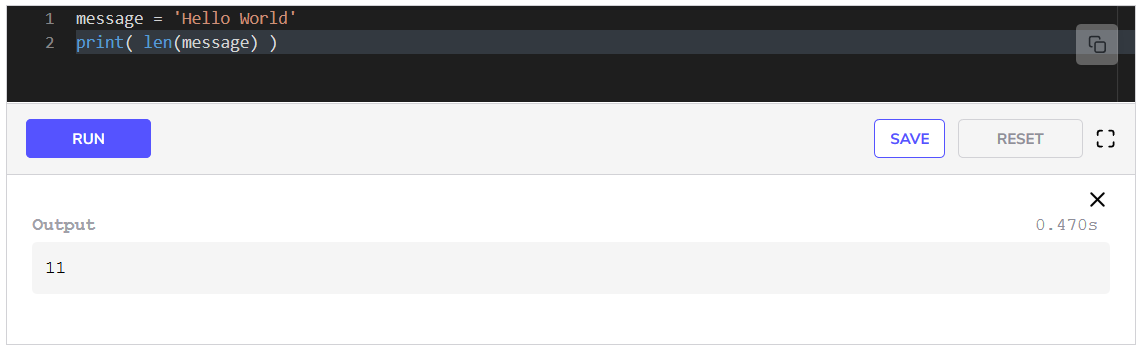 1 message = 'Hello World'
2 print( len(message) )
RUN SAVE RESET
Output 0.470s
11